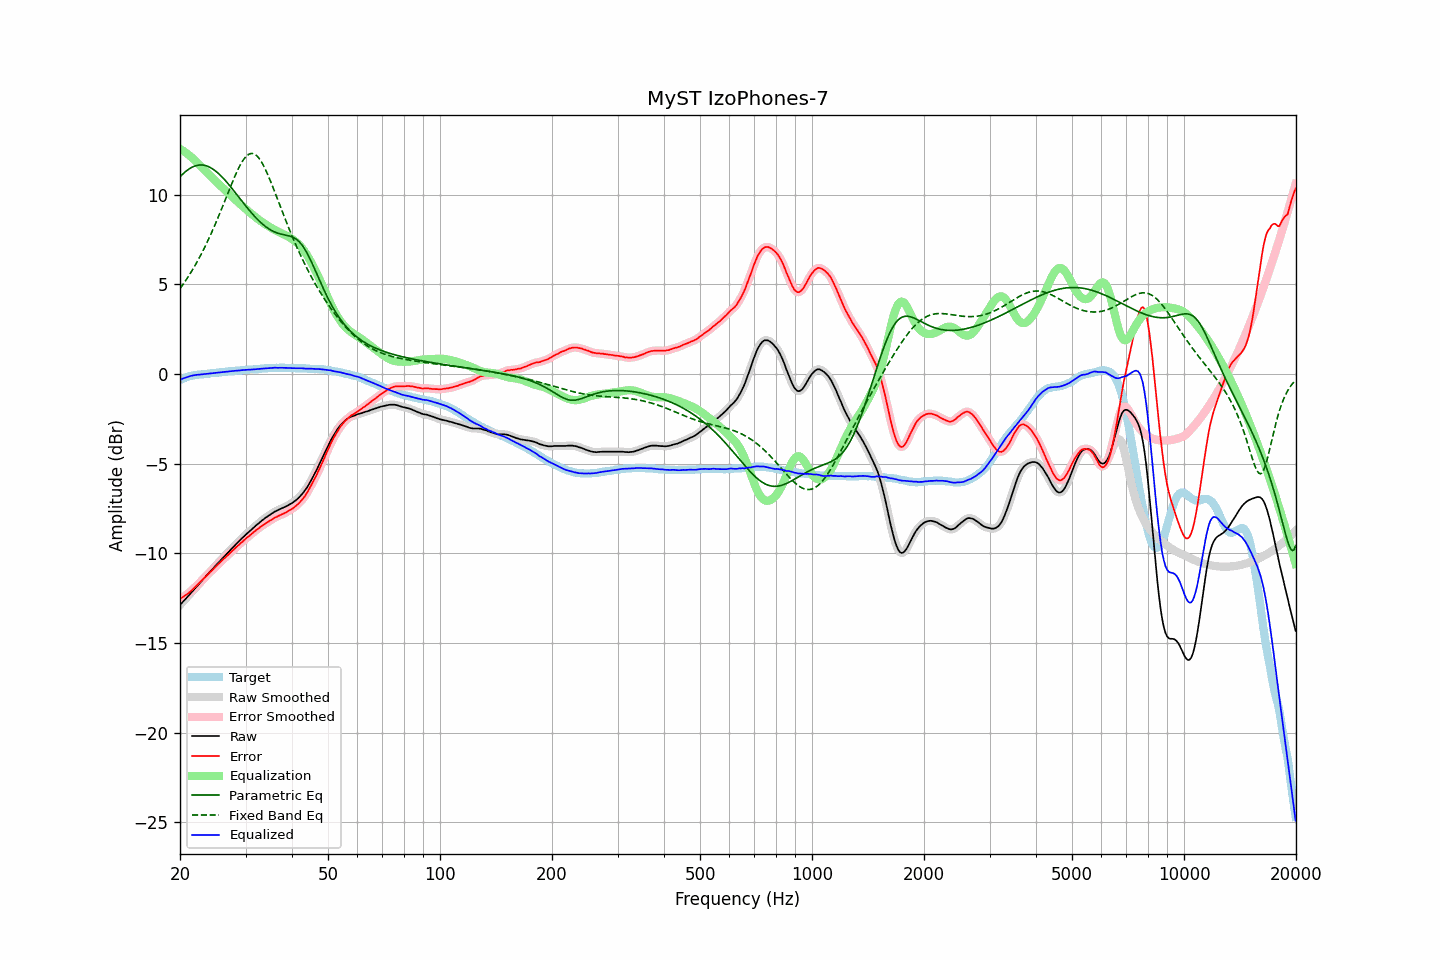 MyST IzoPhones-7
Amplitude (dBr)
10
5
0
−5
−10
−15
−20
−25
Target
Raw Smoothed
Error Smoothed
Raw
Error
Equalization
Parametric Eq
Fixed Band Eq
Equalized
20 50 100 200 500 1000 2000 5000 10000 20000
Frequency (Hz)